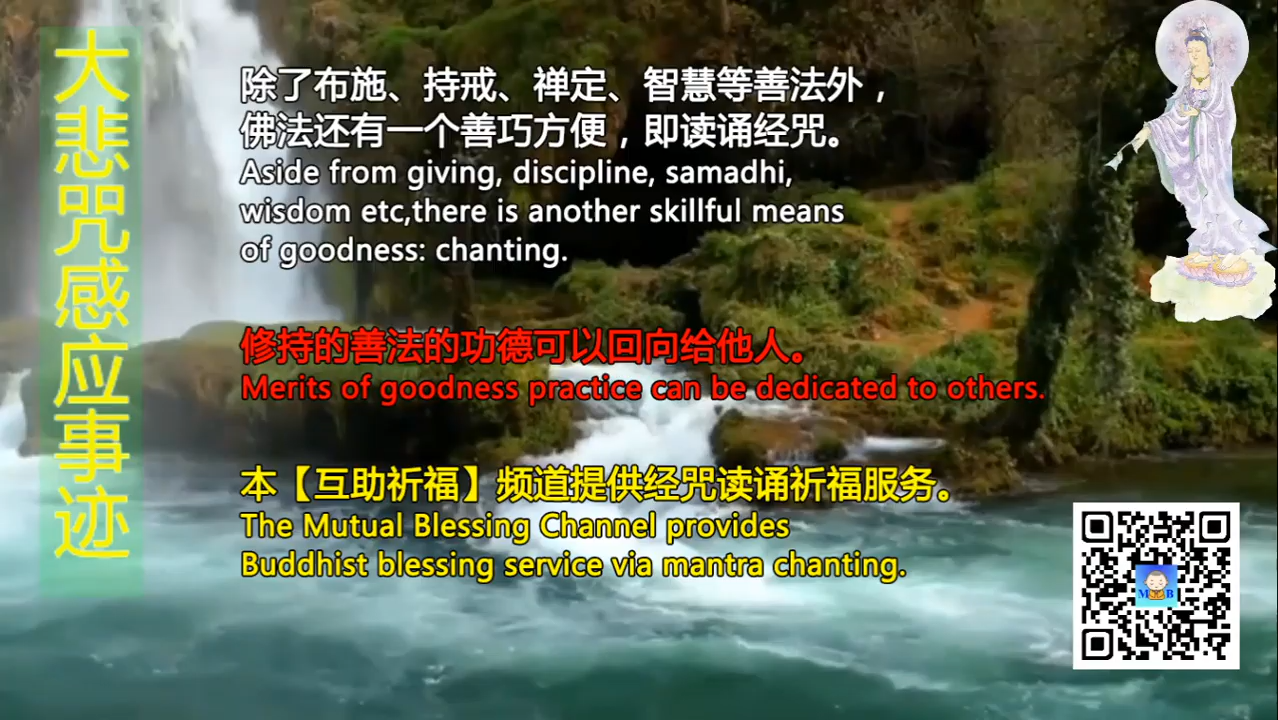 大悲咒感应事迹
除了布施、持戒、禅定、智慧等善法外，
佛法还有一个善巧方便，即读诵经咒。
Aside from giving, discipline, samadhi,
wisdom etc,there is another skillful means
of goodness: chanting.
修持的善法的功德可以回向给他人。
Merits of goodness practice can be dedicated to others.
本【互助祈福】频道提供经咒读诵祈福服务。
The Mutual Blessing Channel provides
Buddhist blessing service via mantra chanting.
M B